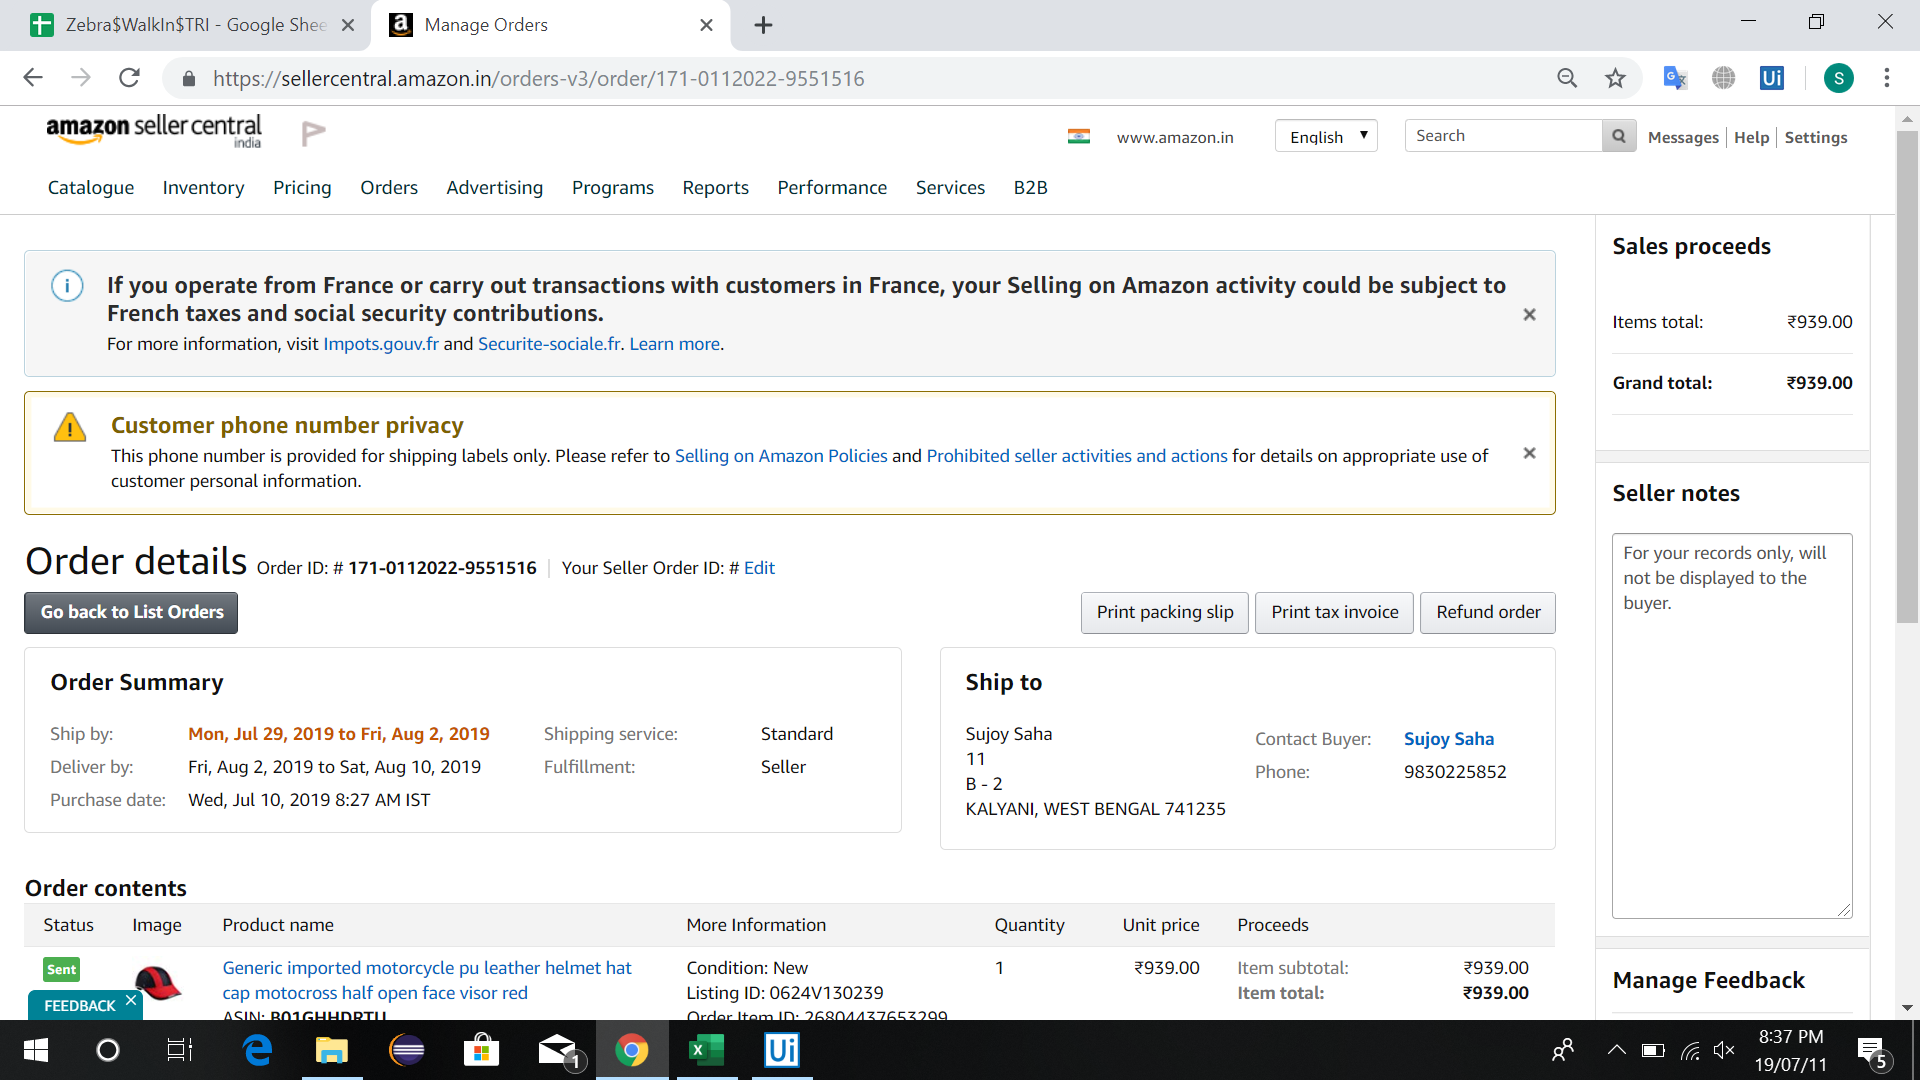 Zebra$WalkIn$TRI - Google Shee
Manage Orders
https://sellercentral.amazon.in/orders-v3/order/171-0112022-9551516
S
amazon seller central
india
www.amazon.in
English
Search
Messages
Help
Settings
Catalogue
Inventory
Pricing
Orders
Advertising
Programs
Reports
Performance
Services
B2B
If you operate from France or carry out transactions with customers in France, your Selling on Amazon activity could be subject to
French taxes and social security contributions.
For more information, visit Impots.gouv.fr and Securite-sociale.fr. Learn more.
Customer phone number privacy
This phone number is provided for shipping labels only. Please refer to Selling on Amazon Policies and Prohibited seller activities and actions for details on appropriate use of
customer personal information.
Order details Order ID: # 171-0112022-9551516 Your Seller Order ID: # Edit
Go back to List Orders
Print packing slip
Print tax invoice
Refund order
Order Summary
Ship by: Mon, Jul 29, 2019 to Fri, Aug 2, 2019
Deliver by: Fri, Aug 2, 2019 to Sat, Aug 10, 2019
Purchase date: Wed, Jul 10, 2019 8:27 AM IST
Shipping service: Standard
Fulfillment: Seller
Ship to
Sujoy Saha
11
B - 2
KALYANI, WEST BENGAL 741235
Contact Buyer: Sujoy Saha
Phone: 9830225852
Order contents
Status Image Product name More Information Quantity Unit price Proceeds
Sent
Generic imported motorcycle pu leather helmet hat
cap motocross half open face visor red
ASIN: B01GHHDRTU
Condition: New
Listing ID: 0624V130239
Order Item ID: 26804437653299
1
₹939.00
Item subtotal: ₹939.00
Item total: ₹939.00
FEEDBACK
Sales proceeds
Items total: ₹939.00
Grand total: ₹939.00
Seller notes
For your records only, will
not be displayed to the
buyer.
Manage Feedback
Ui
1
Ui
8:37 PM
19/07/11
5